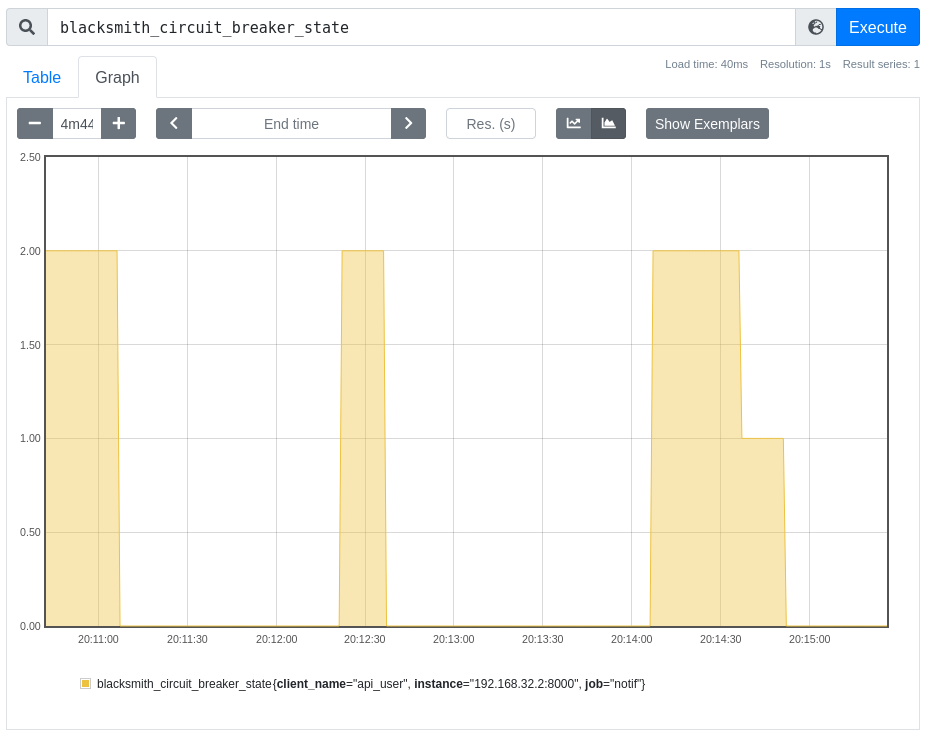 blacksmith_circuit_breaker_state
Execute
Load time: 40ms Resolution: 1s Result series: 1
Table Graph
4m44 End time Res. (s) Show Exemplars
2.50
2.00
1.50
1.00
0.50
0.00
20:11:00 20:11:30 20:12:00 20:12:30 20:13:00 20:13:30 20:14:00 20:14:30 20:15:00
blacksmith_circuit_breaker_state{client_name="api_user", instance="192.168.32.2:8000", job="notif"}